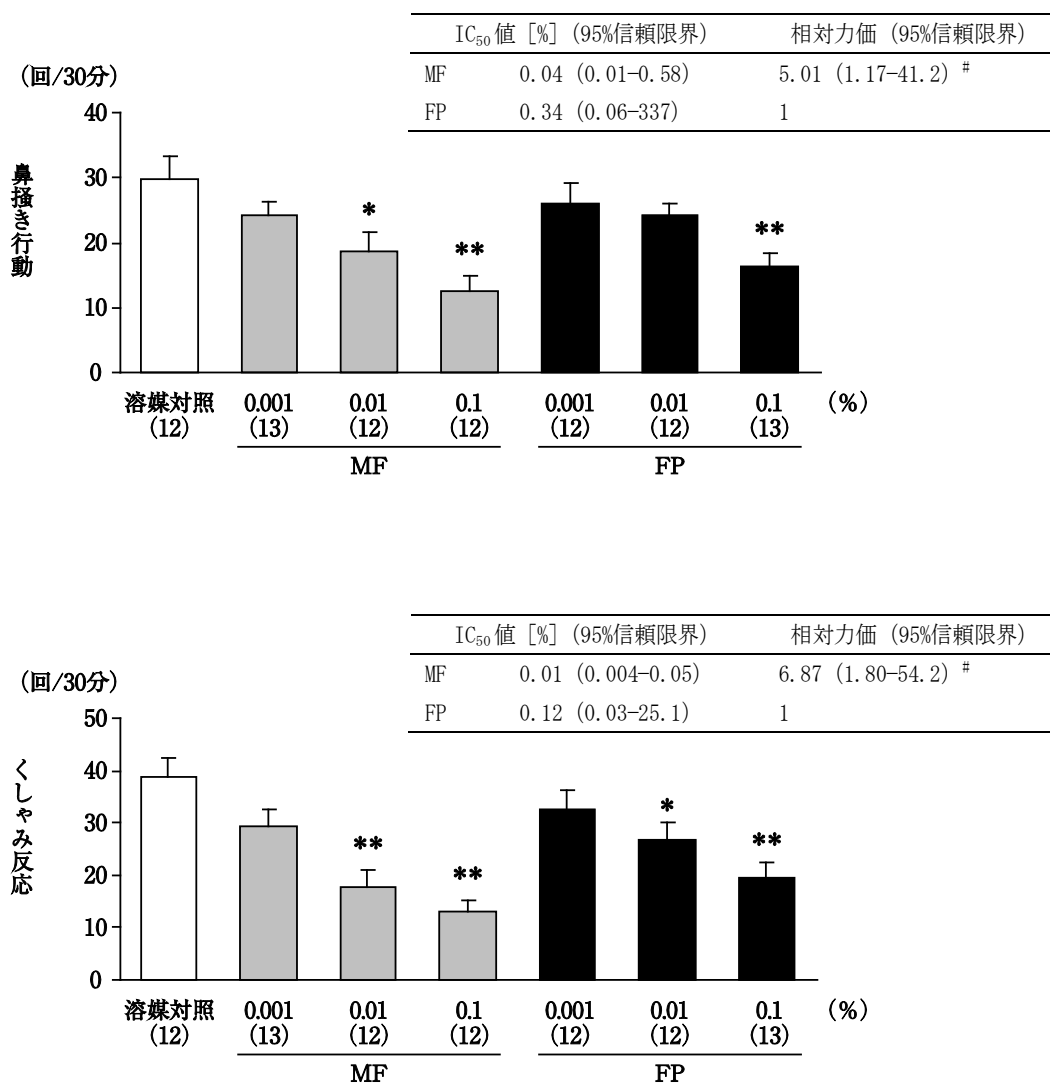 IC₅₀値 [%] (95%信頼限界) 相対力価 (95%信頼限界)
MF 0.04 (0.01-0.58) 5.01 (1.17-41.2) #
FP 0.34 (0.06-337) 1
(回/30分)
鼻掻き行動
40
30
20
10
0
* ** **
溶媒対照 0.001 0.01 0.1 0.001 0.01 0.1 (%)
(12) (13) (12) (12) (12) (12) (13)
MF FP
IC₅₀値 [%] (95%信頼限界) 相対力価 (95%信頼限界)
MF 0.01 (0.004-0.05) 6.87 (1.80-54.2) #
FP 0.12 (0.03-25.1) 1
(回/30分)
くしゃみ反応
50
40
30
20
10
0
** ** * **
溶媒対照 0.001 0.01 0.1 0.001 0.01 0.1 (%)
(12) (13) (12) (12) (12) (12) (13)
MF FP